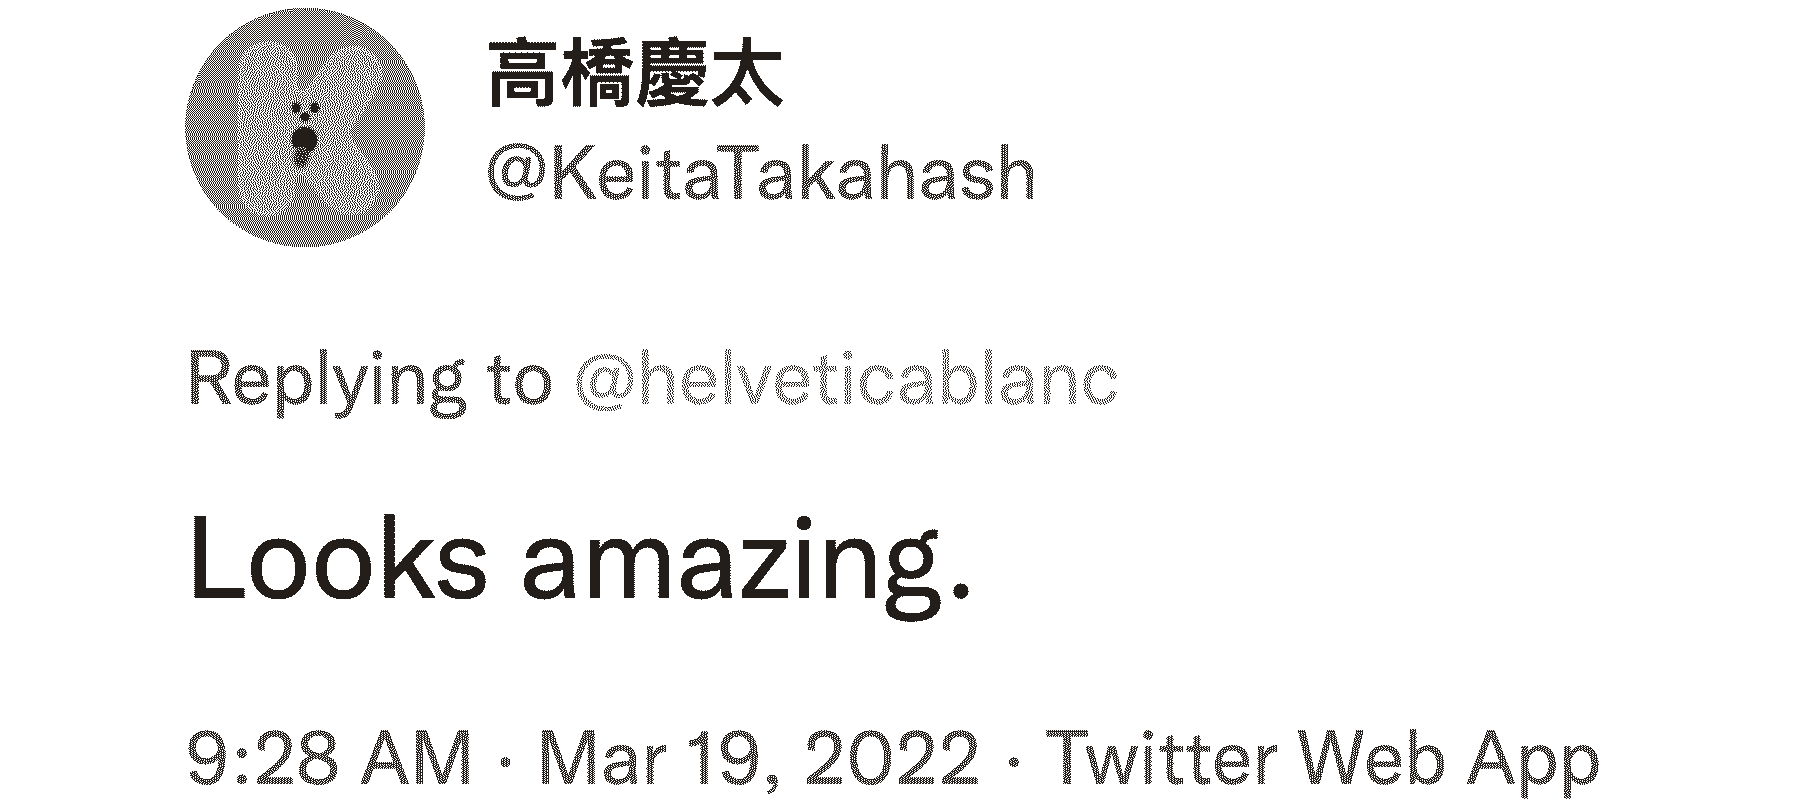 高橋慶太
@KeitaTakahash
Replying to @helveticablanc
Looks amazing.
9:28 AM · Mar 19, 2022 · Twitter Web App